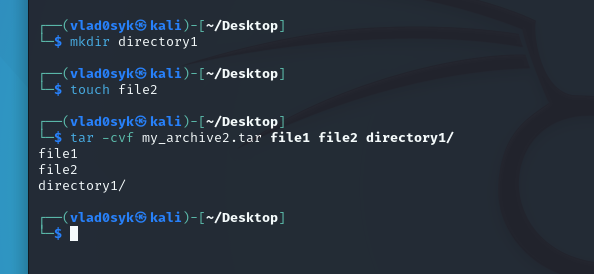 ┌──(vlad0syk㉿kali)-[~/Desktop]
└─$ mkdir directory1
┌──(vlad0syk㉿kali)-[~/Desktop]
└─$ touch file2
┌──(vlad0syk㉿kali)-[~/Desktop]
└─$ tar -cvf my_archive2.tar file1 file2 directory1/
file1
file2
directory1/
┌──(vlad0syk㉿kali)-[~/Desktop]
└─$